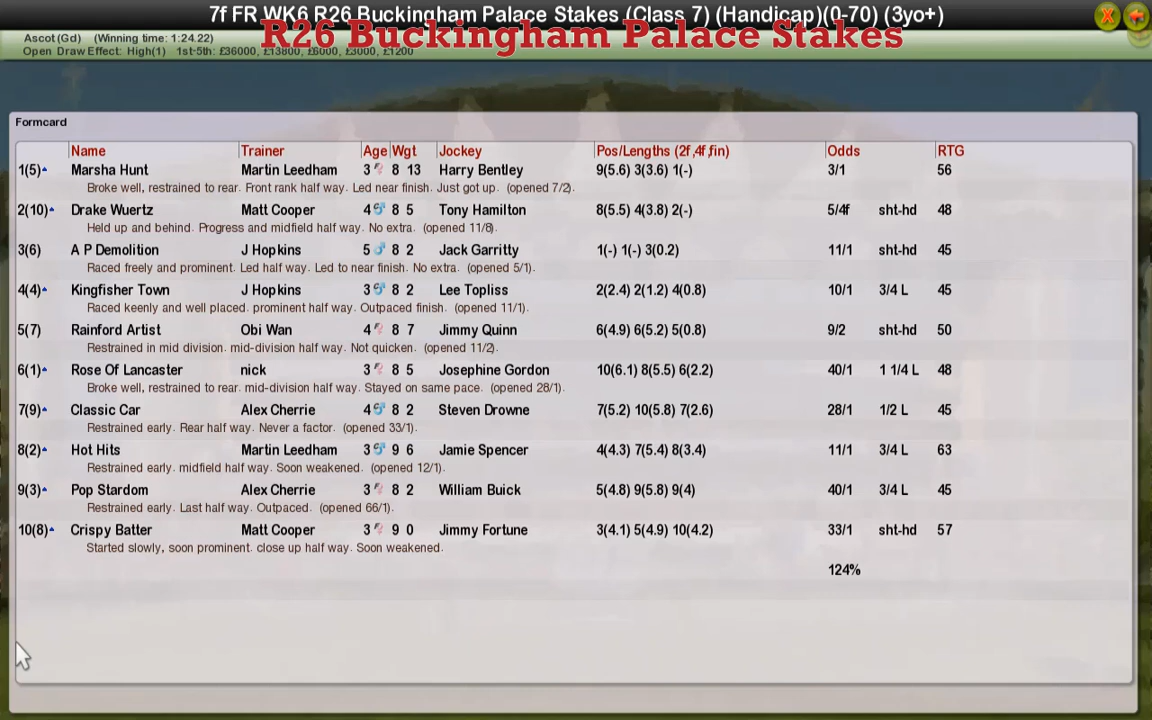 7f FR WK6 R26 Buckingham Palace Stakes (Class 7) (Handicap)(0-70) (3yo+)
R26 Buckingham Palace Stakes
Ascot(Gd) (Winning time: 1:24.22)
Open Draw Effect: High(1) 1st-5th: £36000, £13800, £6000, £3000, £1200
Formcard
Name Trainer Age Wgt Jockey Pos/Lengths (2f,4f,fin) Odds RTG
1(5) Marsha Hunt Martin Leedham 3 8 13 Harry Bentley 9(5.6) 3(3.6) 1(-) 3/1 56
Broke well, restrained to rear. Front rank half way. Led near finish. Just got up. (opened 7/2).
2(10) Drake Wuertz Matt Cooper 4 8 5 Tony Hamilton 8(5.5) 4(3.8) 2(-) 5/4f sht-hd 48
Held up and behind. Progress and midfield half way. No extra. (opened 11/8).
3(6) A P Demolition J Hopkins 5 8 2 Jack Garritty 1(-) 1(-) 3(0.2) 11/1 sht-hd 45
Raced freely and prominent. Led half way. Led to near finish. No extra. (opened 5/1).
4(4) Kingfisher Town J Hopkins 3 8 2 Lee Topliss 2(2.4) 2(1.2) 4(0.8) 10/1 3/4 L 45
Raced keenly and well placed. prominent half way. Outpaced finish. (opened 11/1).
5(7) Rainford Artist Obi Wan 4 8 7 Jimmy Quinn 6(4.9) 6(5.2) 5(0.8) 9/2 sht-hd 50
Restrained in mid division. mid-division half way. Not quicken. (opened 11/2).
6(1) Rose Of Lancaster nick 3 8 5 Josephine Gordon 10(6.1) 8(5.5) 6(2.2) 40/1 1 1/4 L 48
Broke well, restrained to rear. mid-division half way. Stayed on same pace. (opened 28/1).
7(9) Classic Car Alex Cherrie 4 8 2 Steven Drowne 7(5.2) 10(5.8) 7(2.6) 28/1 1/2 L 45
Restrained early. Rear half way. Never a factor. (opened 33/1).
8(2) Hot Hits Martin Leedham 3 9 6 Jamie Spencer 4(4.3) 7(5.4) 8(3.4) 11/1 3/4 L 63
Restrained early. midfield half way. Soon weakened. (opened 12/1).
9(3) Pop Stardom Alex Cherrie 3 8 2 William Buick 5(4.8) 9(5.8) 9(4) 40/1 3/4 L 45
Restrained early. Last half way. Outpaced. (opened 66/1).
10(8) Crispy Batter Matt Cooper 3 9 0 Jimmy Fortune 3(4.1) 5(4.9) 10(4.2) 33/1 sht-hd 57
Started slowly, soon prominent. close up half way. Soon weakened.
124%